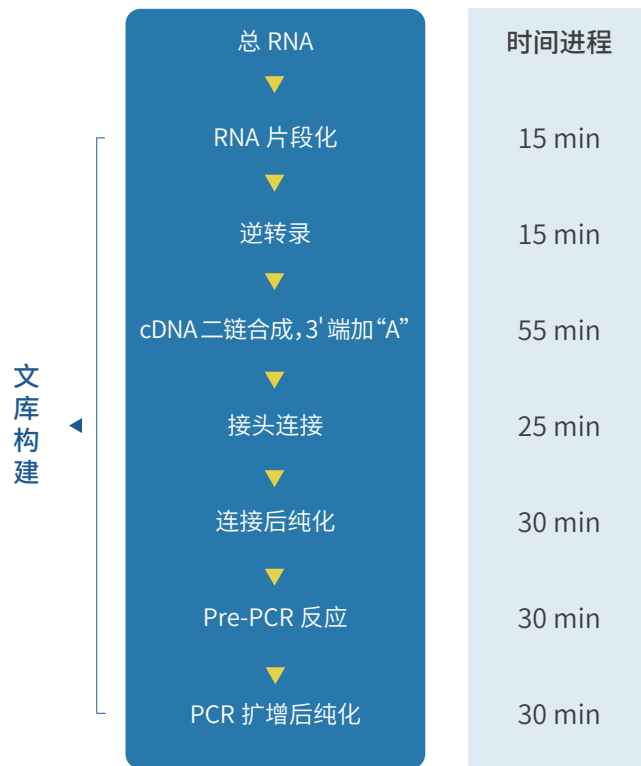 总 RNA
时间进程
RNA 片段化
15 min
逆转录
15 min
cDNA 二链合成，3'端加“A”
55 min
接头连接
25 min
连接后纯化
30 min
Pre-PCR 反应
30 min
PCR 扩增后纯化
30 min
文库构建